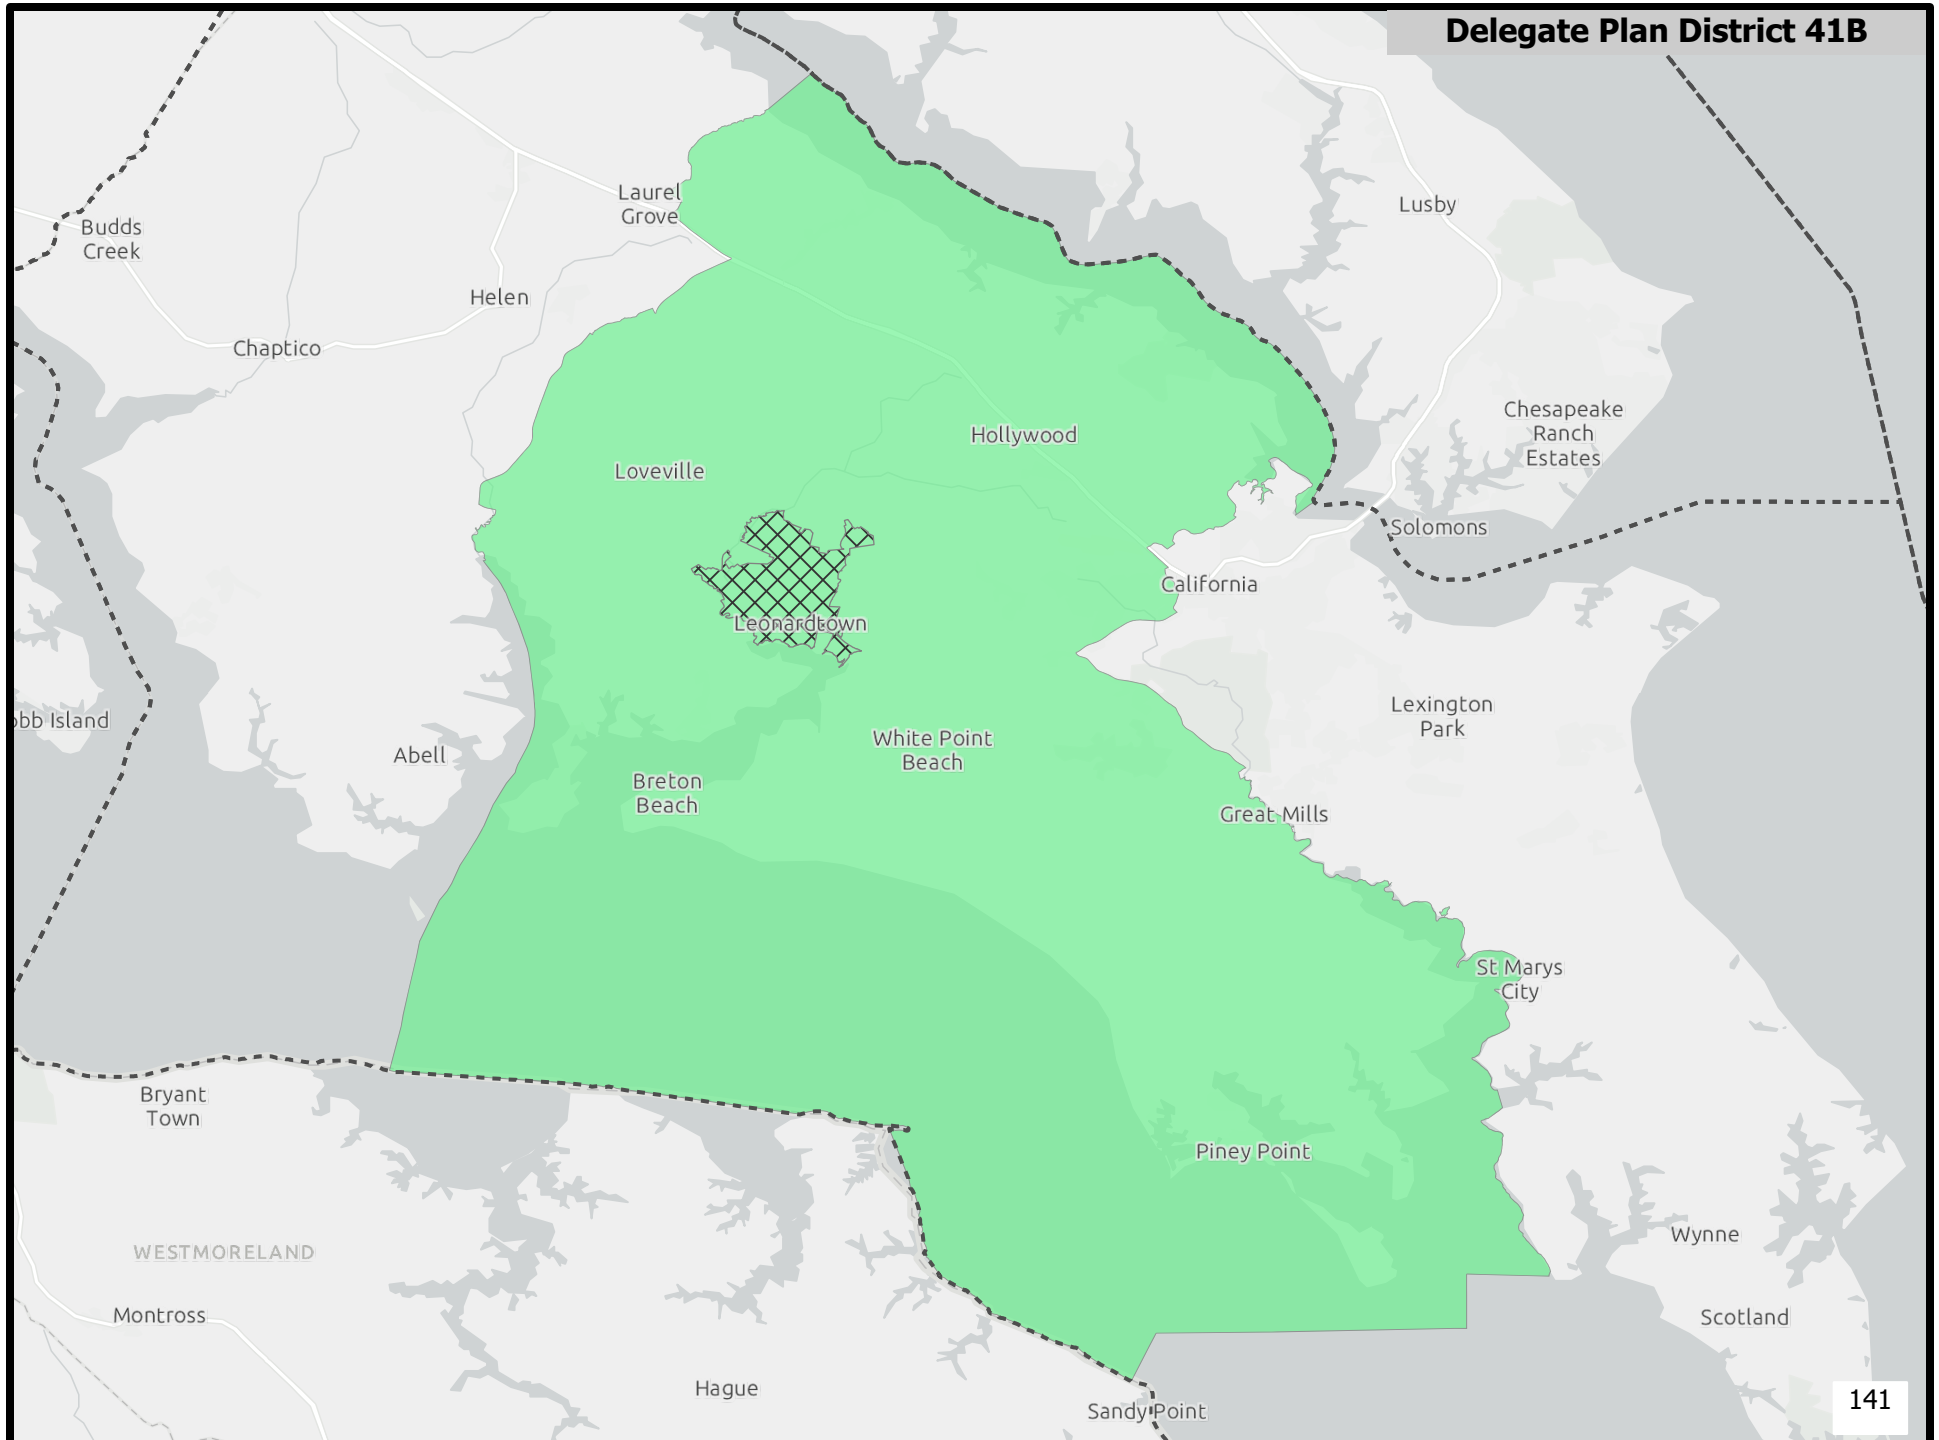 Delegate Plan District 41B
Laurel
Grove
Lusby
Budds
Creek
Helen
Chaptico
Chesapeake
Ranch
Estates
Hollywood
Loveville
Solomons
California
Leonardtown
Lexington
Park
obb Island
White Point
Beach
Abell
Breton
Beach
Great Mills
St Marys
City
Bryant
Town
Piney Point
Wynne
WESTMORELAND
Montross
Scotland
Hague
Sandy Point
141